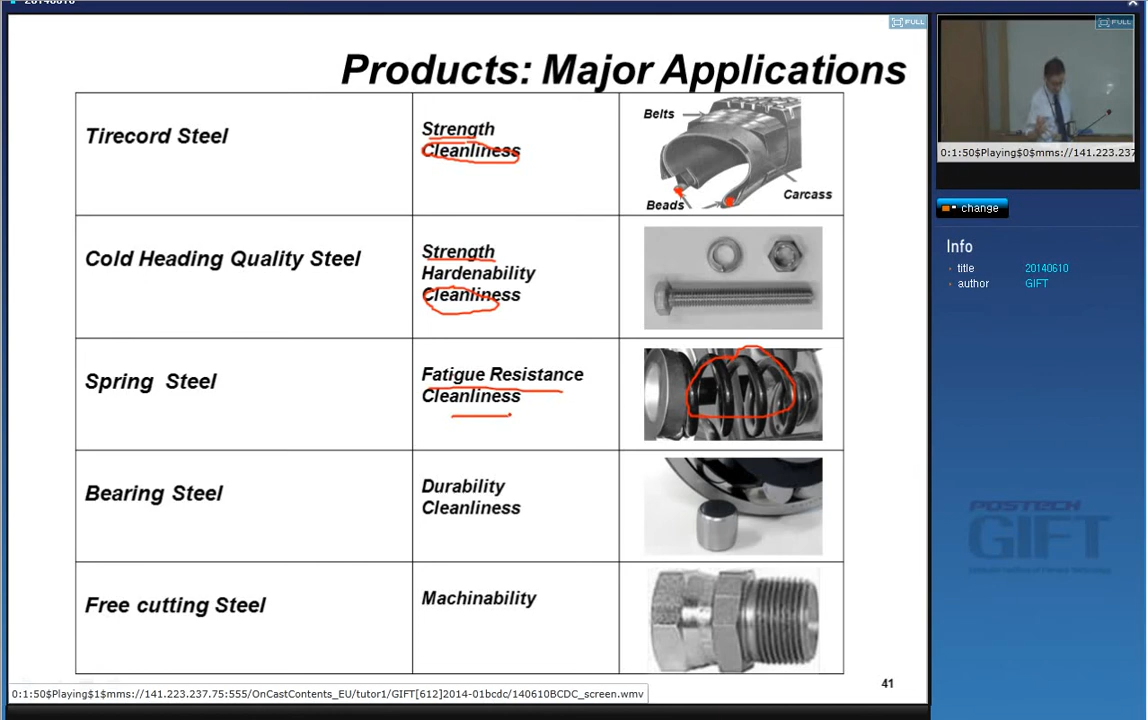 FULL
Products: Major Applications
Tirecord Steel
Strength
Cleanliness
Belts
Beads
Carcass
Cold Heading Quality Steel
Strength
Hardenability
Cleanliness
Spring Steel
Fatigue Resistance
Cleanliness
Bearing Steel
Durability
Cleanliness
Free cutting Steel
Machinability
41
0:1:50$Playing$1$mms://141.223.237.75:555/OnCastContents_EU/tutor1/GIFT[612]2014-01bcdc/140610BCDC_screen.wmv
FULL
0:1:50$Playing$0$mms://141.223.237
change
Info
title 20140610
author GIFT
POSTECH
GIFT